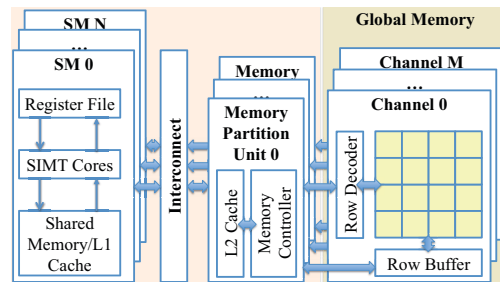 SM N
…
SM 0
Register File
SIMT Cores
Shared
Memory/L1
Cache
Interconnect
Memory
…
Memory
Partition
Unit 0
L2 Cache
Memory
Controller
Global Memory
Channel M
…
Channel 0
Row Decoder
Row Buffer